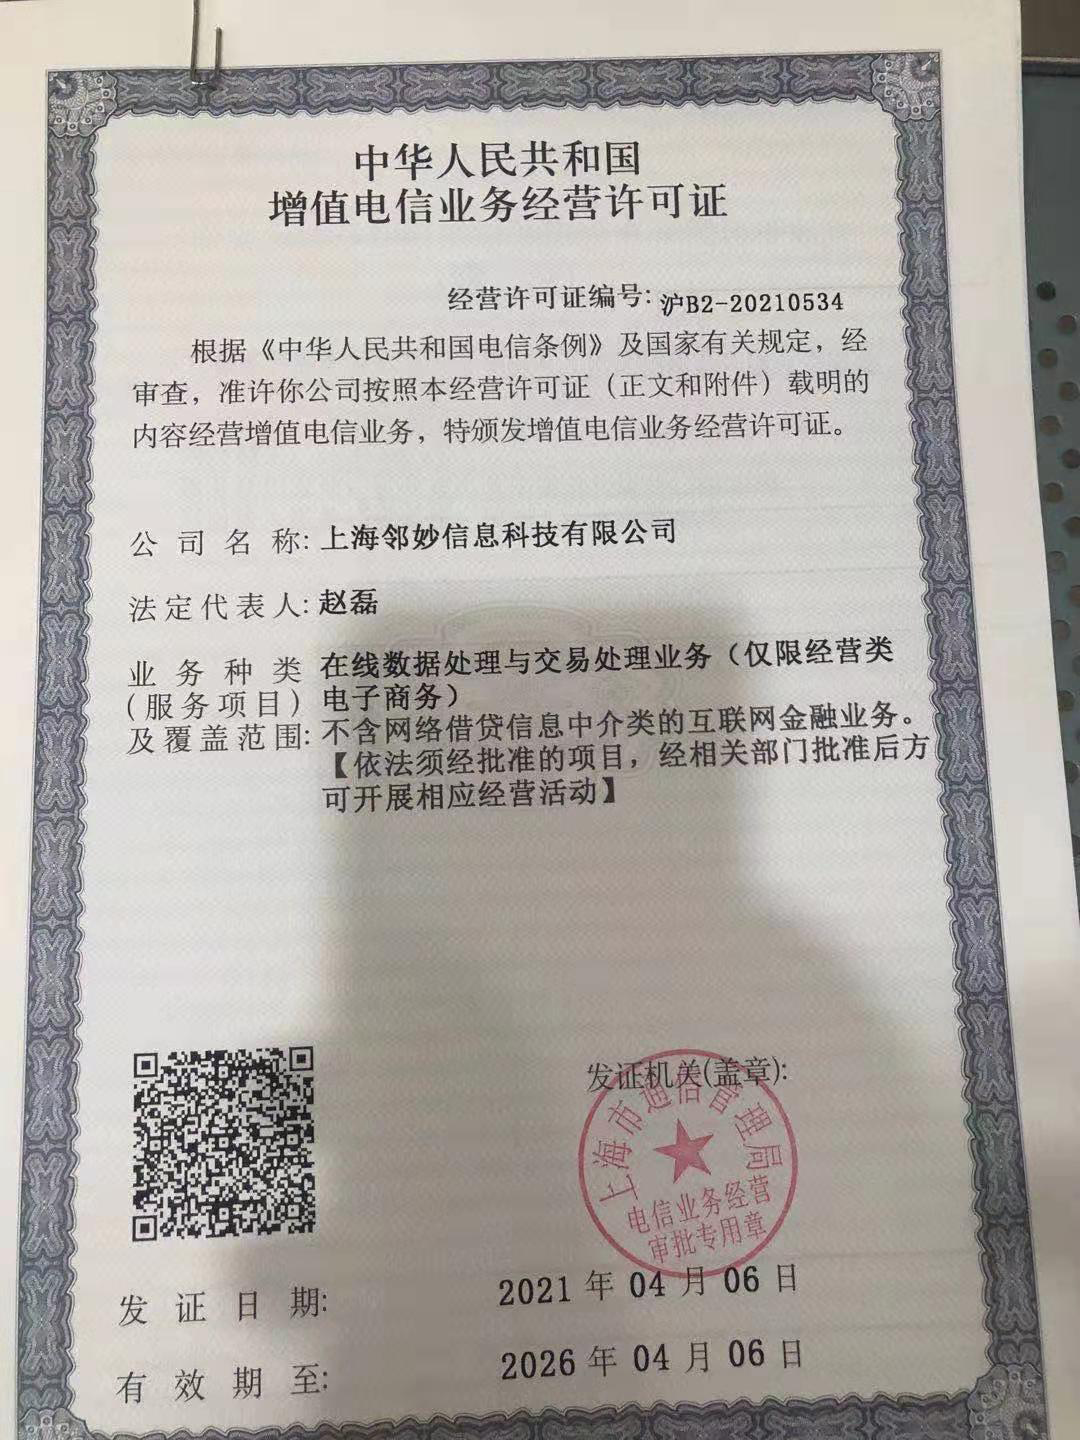 中华人民共和国
增值电信业务经营许可证
经营许可证编号: 沪B2-20210534
根据《中华人民共和国电信条例》及国家有关规定，经
审查，准许你公司按照本经营许可证（正文和附件）载明的
内容经营增值电信业务，特颁发增值电信业务经营许可证。
公司名称: 上海邻妙信息科技有限公司
法定代表人: 赵磊
业务种类 在线数据处理与交易处理业务（仅限经营类
(服务项目) 电子商务）
及覆盖范围: 不含网络借贷信息中介类的互联网金融业务。
【依法须经批准的项目，经相关部门批准后方
可开展相应经营活动】
发证机关(盖章):
上海市通信管理局
电信业务经营
审批专用章
发证日期: 2021 年 04 月 06 日
有效期至: 2026 年 04 月 06 日